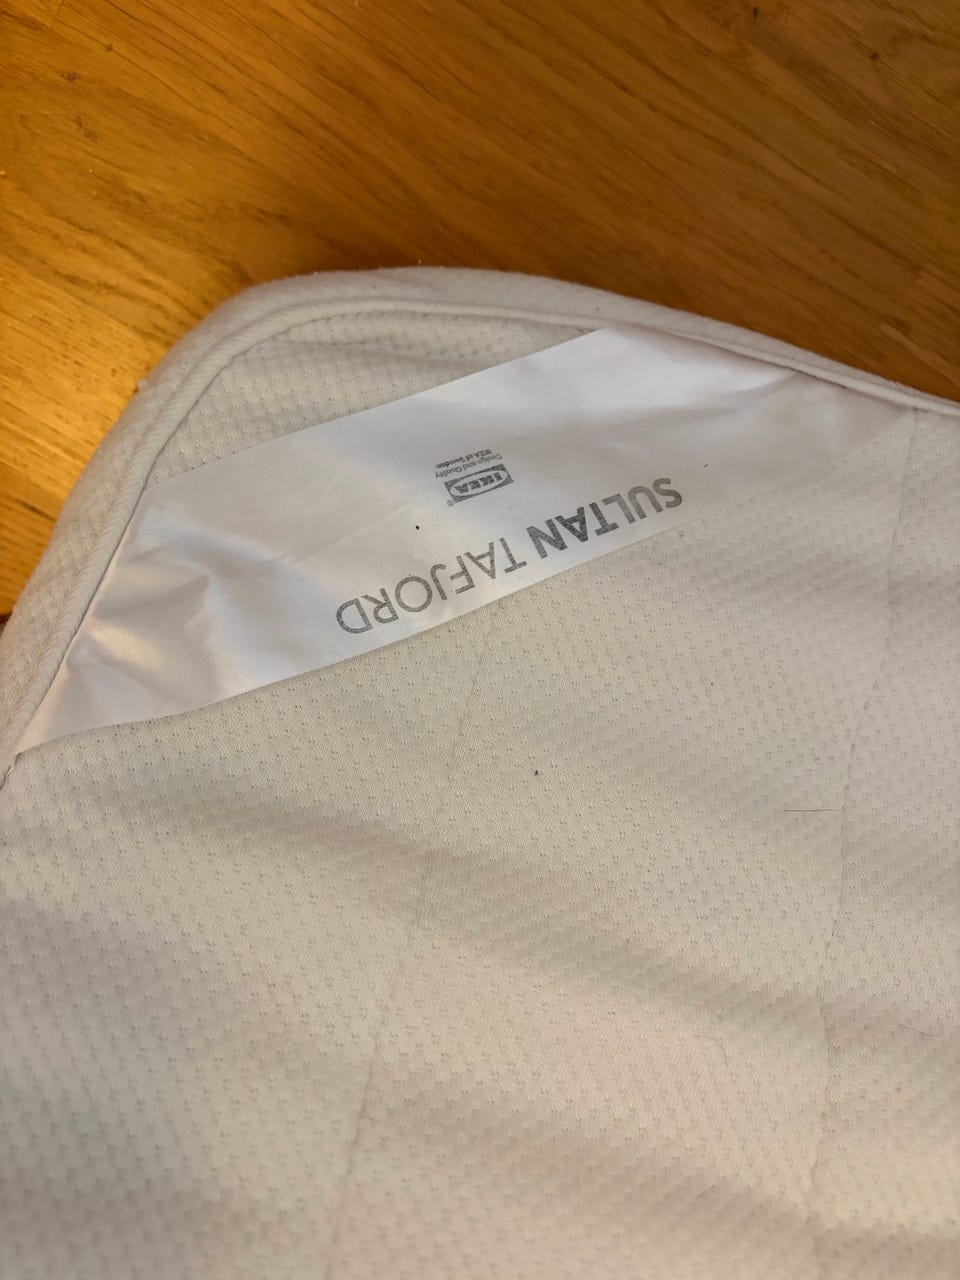 SULTAN TAFJORD
IKEA®
Design and Quality
IKEA of Sweden